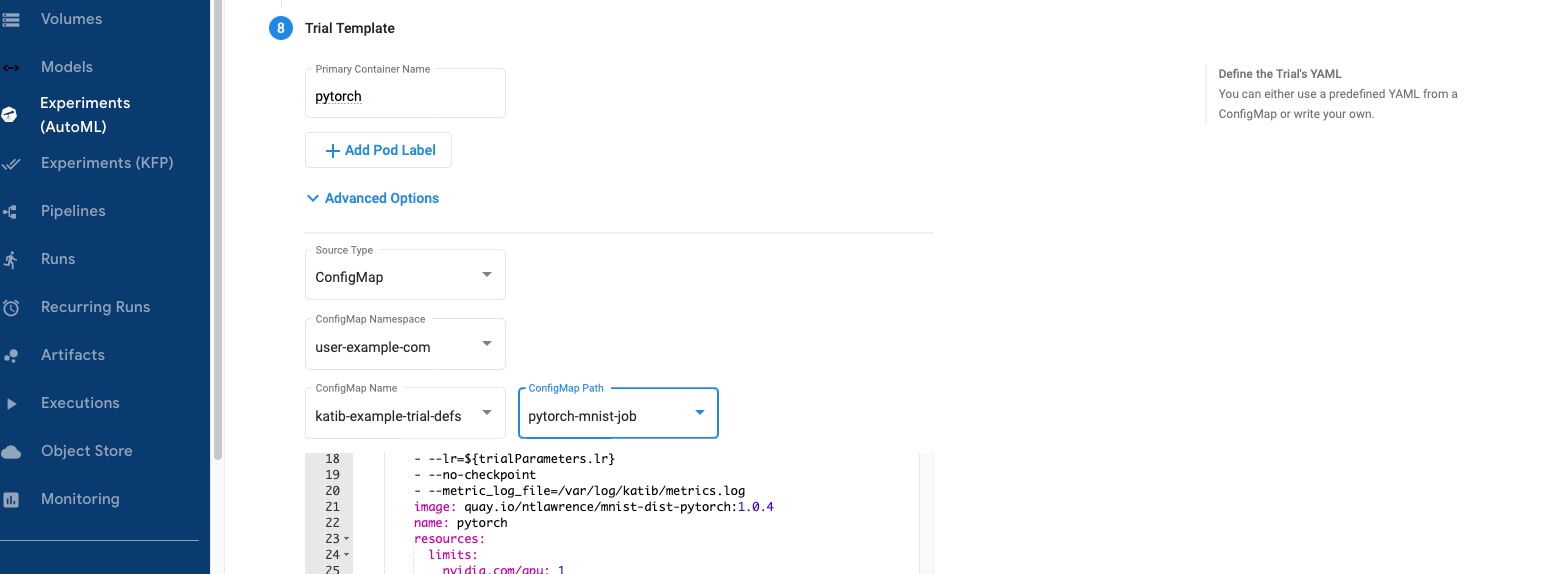 Volumes
Models
Experiments
(AutoML)
Experiments (KFP)
Pipelines
Runs
Recurring Runs
Artifacts
Executions
Object Store
Monitoring
8 Trial Template
Primary Container Name
pytorch
Add Pod Label
Advanced Options
Source Type
ConfigMap
ConfigMap Namespace
user-example-com
ConfigMap Name
katib-example-trial-defs
ConfigMap Path
pytorch-mnist-job
18 - --lr=${trialParameters.lr}
19 - --no-checkpoint
20 - --metric_log_file=/var/log/katib/metrics.log
21 image: quay.io/ntlawrence/mnist-dist-pytorch:1.0.4
22 name: pytorch
23 resources:
24 limits:
25 nvidia.com/gpu: 1
Define the Trial's YAML
You can either use a predefined YAML from a
ConfigMap or write your own.